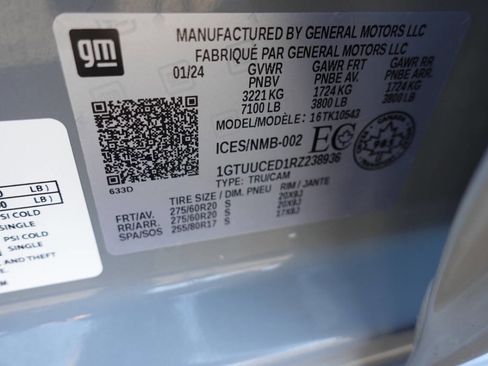 gm
MANUFACTURED BY GENERAL MOTORS LLC
FABRIQUÉ PAR GENERAL MOTORS LLC
01/24 GVWR GAWR FRT GAWR RR
PNBV PNBE AV. PNBE ARR.
3221 KG 1724 KG 1724 KG
7100 LB 3800 LB 3800 LB
MODEL/MODÈLE: 16TK10543
ICES/NMB-002 EC
1GTUUCED1RZ238936
TYPE: TRU/CAM
633D
TIRE SIZE / DIM. PNEU RIM / JANTE
FRT/AV. 275/60R20 S 20X9J
RR/ARR. 275/60R20 S 20X9J
SPA/SOS 255/80R17 S 17X8J
LB)
LB)
PSI COLD
SINGLE
PSI COLD
SINGLE
AND THEFT